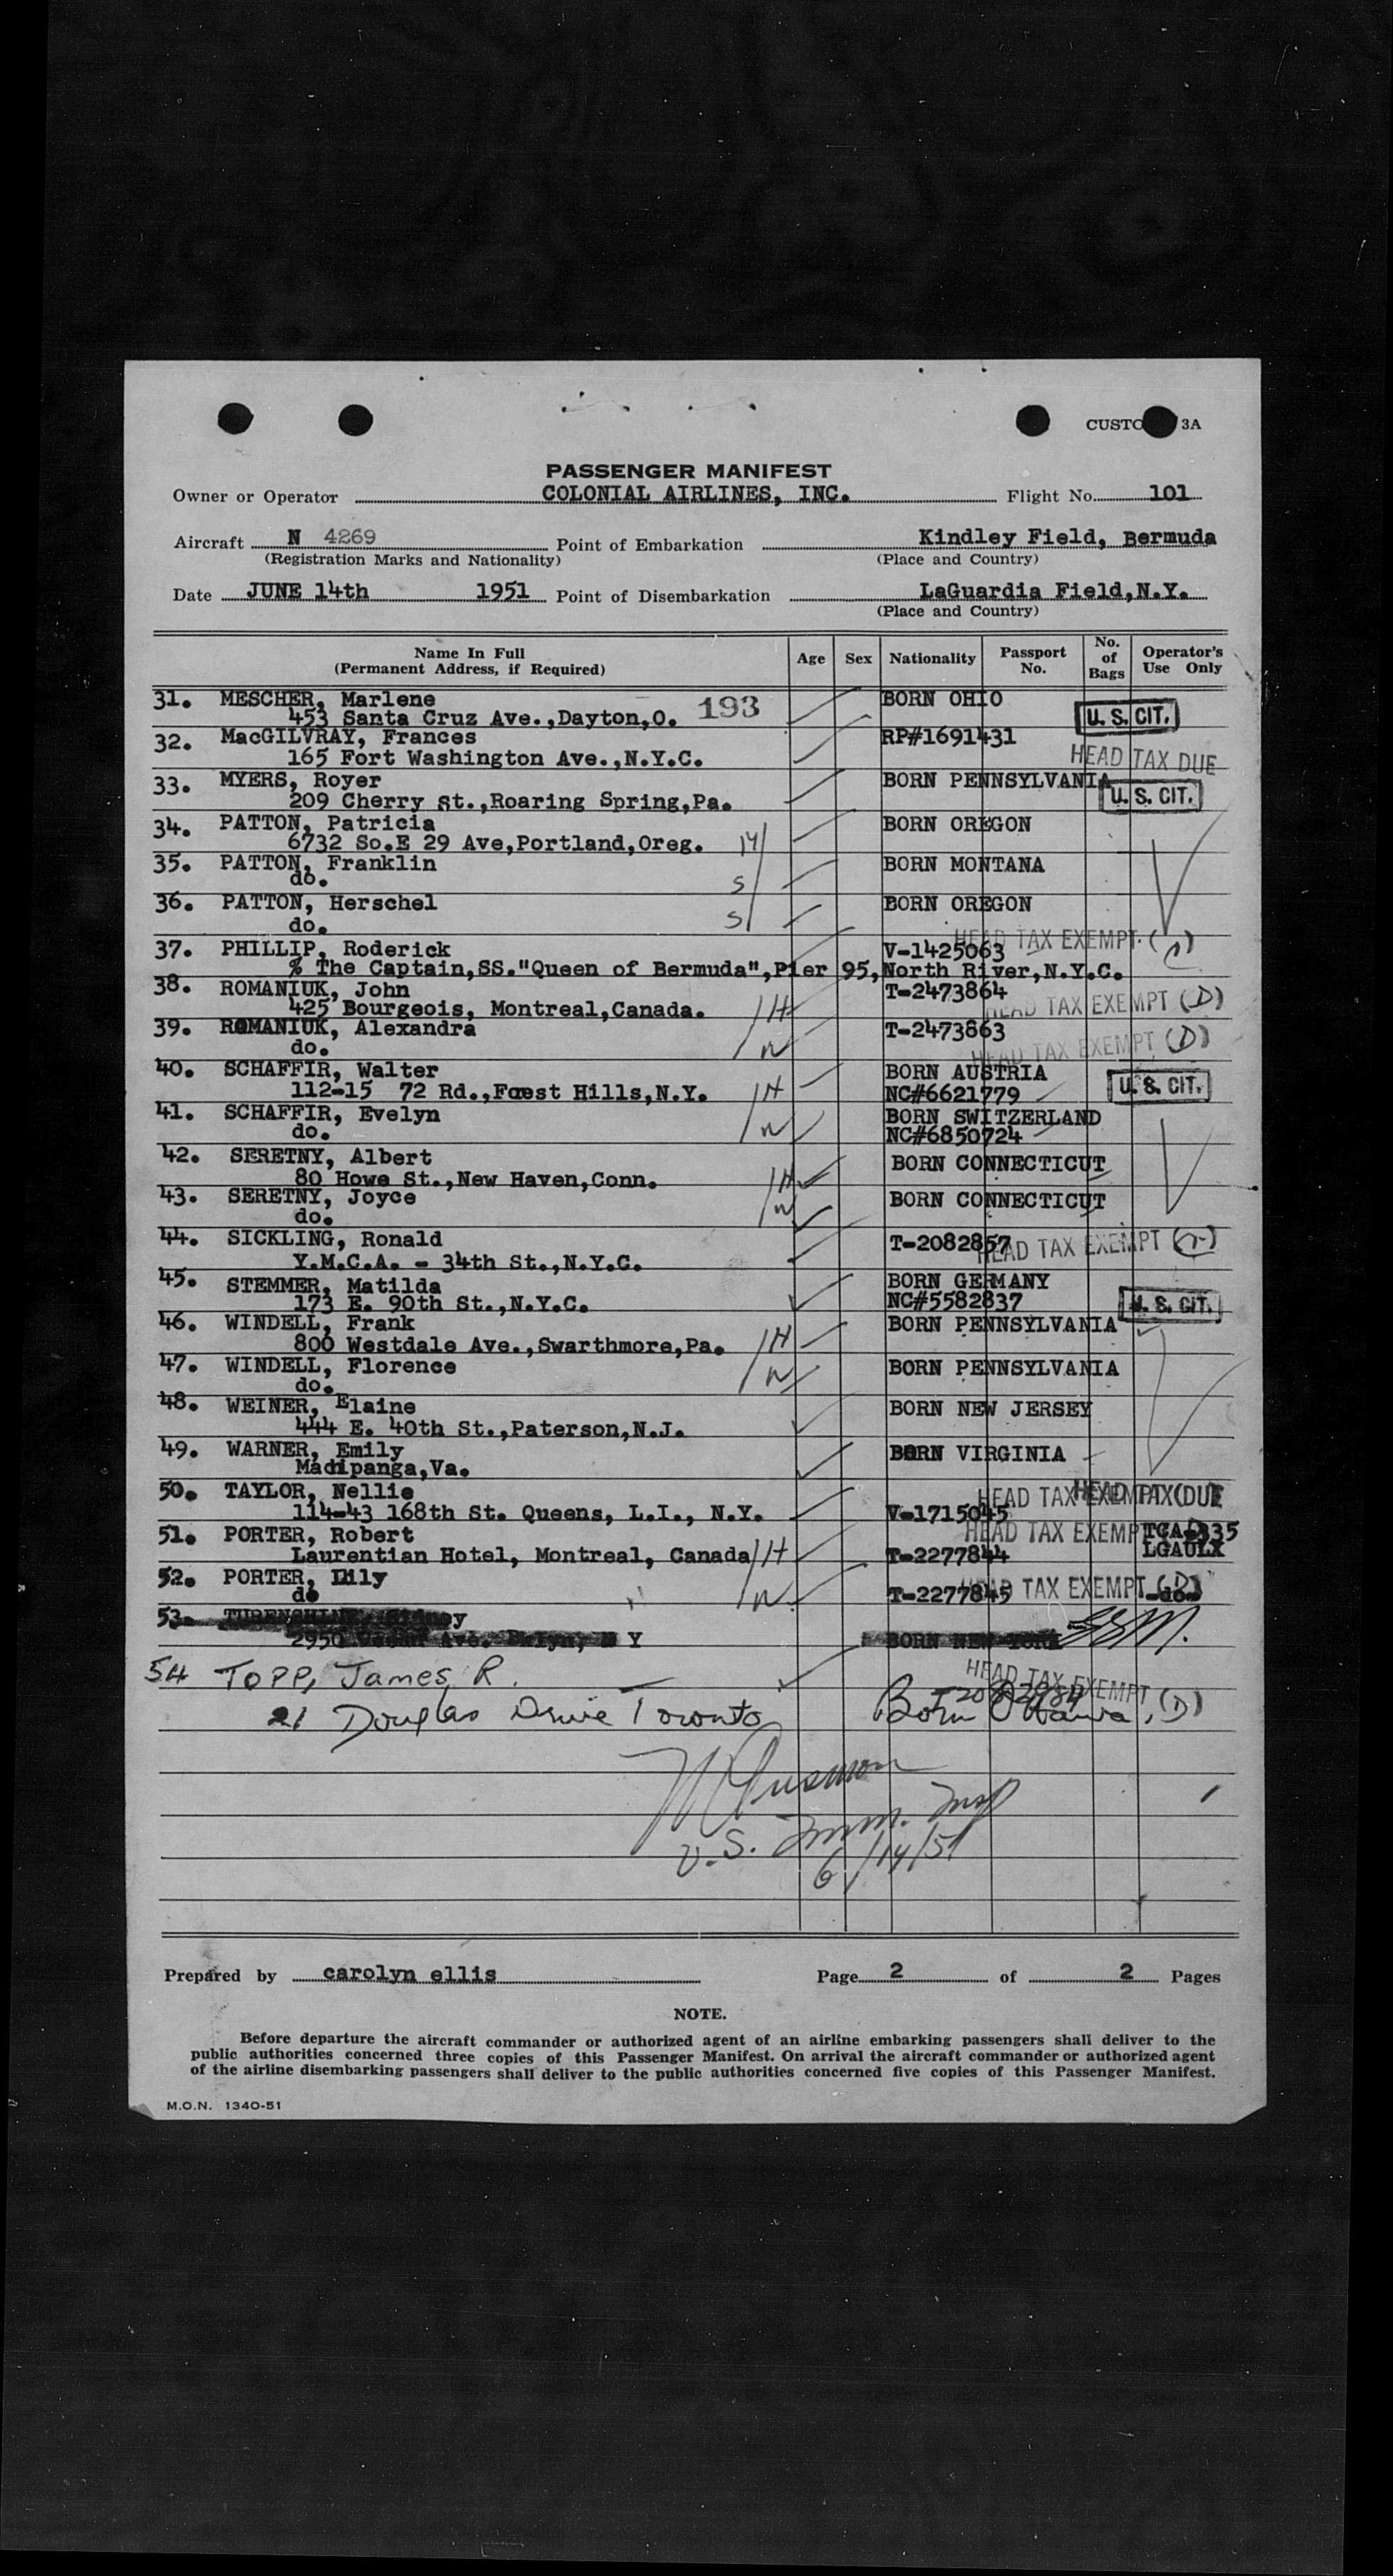 CUSTO 3A
PASSENGER MANIFEST
Owner or Operator COLONIAL AIRLINES, INC. Flight No. 101
Aircraft N 4269 Point of Embarkation Kindley Field, Bermuda
(Registration Marks and Nationality) (Place and Country)
Date JUNE 14th 1951 Point of Disembarkation LaGuardia Field,N.Y.
(Place and Country)
Name In Full (Permanent Address, if Required) Age Sex Nationality Passport No. No. of Bags Operator's Use Only
31. MESCHER, Marlene 193 BORN OHIO
453 Santa Cruz Ave.,Dayton,O. U. S. CIT.
32. MacGILVRAY, Frances RP#1691431
165 Fort Washington Ave.,N.Y.C. HEAD TAX DUE
33. MYERS, Royer BORN PENNSYLVANIA
209 Cherry St.,Roaring Spring,Pa. U. S. CIT.
34. PATTON, Patricia BORN OREGON
6732 So.E 29 Ave,Portland,Oreg. M/
35. PATTON, Franklin BORN MONTANA
do. S/
36. PATTON, Herschel BORN OREGON
do. S/
37. PHILLIP, Roderick V-1425063 HEAD TAX EXEMPT
% The Captain,SS."Queen of Bermuda",Pier 95,North River,N.Y.C.
38. ROMANIUK, John T-2473864
425 Bourgeois, Montreal,Canada. /H HEAD TAX EXEMPT (D)
39. ROMANIUK, Alexandra T-2473863
do. /W HEAD TAX EXEMPT (D)
40. SCHAFFIR, Walter BORN AUSTRIA
112-15 72 Rd.,Foest Hills,N.Y. /H NC#6621779 U. S. CIT.
41. SCHAFFIR, Evelyn BORN SWITZERLAND
do. /W NC#6850724
42. SERETNY, Albert BORN CONNECTICUT
80 Howe St.,New Haven,Conn. /H
43. SERETNY, Joyce BORN CONNECTICUT
do. /W
44. SICKLING, Ronald T-2082857 HEAD TAX EXEMPT (T)
Y.M.C.A. - 34th St.,N.Y.C.
45. STEMMER, Matilda BORN GERMANY
173 E. 90th St.,N.Y.C. NC#5582837 U. S. CIT.
46. WINDELL, Frank BORN PENNSYLVANIA
800 Westdale Ave.,Swarthmore,Pa. /H
47. WINDELL, Florence BORN PENNSYLVANIA
do. /W
48. WEINER, Elaine BORN NEW JERSEY
444 E. 40th St.,Paterson,N.J.
49. WARNER, Emily BORN VIRGINIA
Madipanga,Va.
50. TAYLOR, Nellie HEAD TAX EXEMPT HEAD TAX DUE
114-43 168th St. Queens, L.I., N.Y. V-1715045
51. PORTER, Robert HEAD TAX EXEMPT TCA-335
Laurentian Hotel, Montreal, Canada /H T-2277844 LGAULX
52. PORTER, Lily HEAD TAX EXEMPT (D)
do /W T-2277845 -do-
53. Sidney
2950 Ave. N Y BORN NEW YORK
54 TOPP, James R. HEAD TAX EXEMPT (D)
21 Douglas Drive Toronto Born Ottawa
U.S. Imm. Insp
6/14/51
Prepared by carolyn ellis Page 2 of 2 Pages
NOTE.
Before departure the aircraft commander or authorized agent of an airline embarking passengers shall deliver to the
public authorities concerned three copies of this Passenger Manifest. On arrival the aircraft commander or authorized agent
of the airline disembarking passengers shall deliver to the public authorities concerned five copies of this Passenger Manifest.
M.O.N. 1340-51